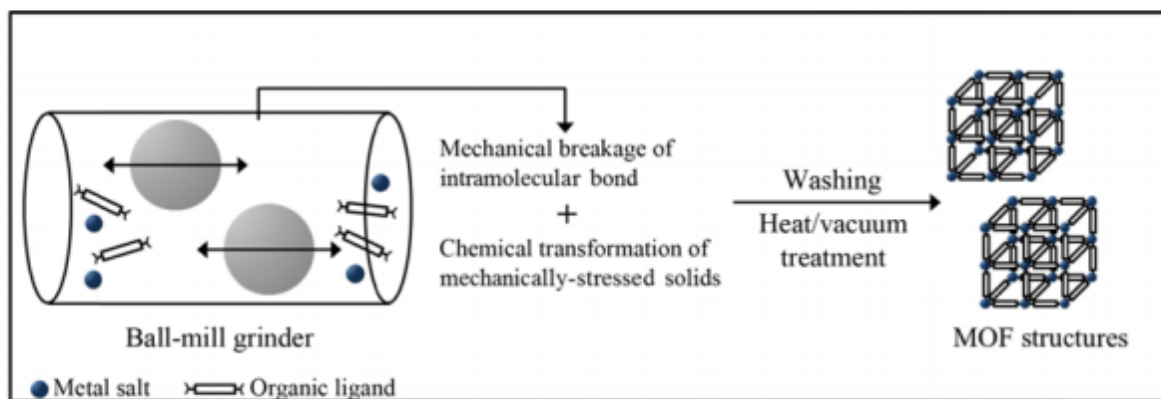 Mechanical breakage of
intramolecular bond
+
Chemical transformation of
mechanically-stressed solids
Washing
Heat/vacuum
treatment
Ball-mill grinder
MOF structures
Metal salt
Organic ligand